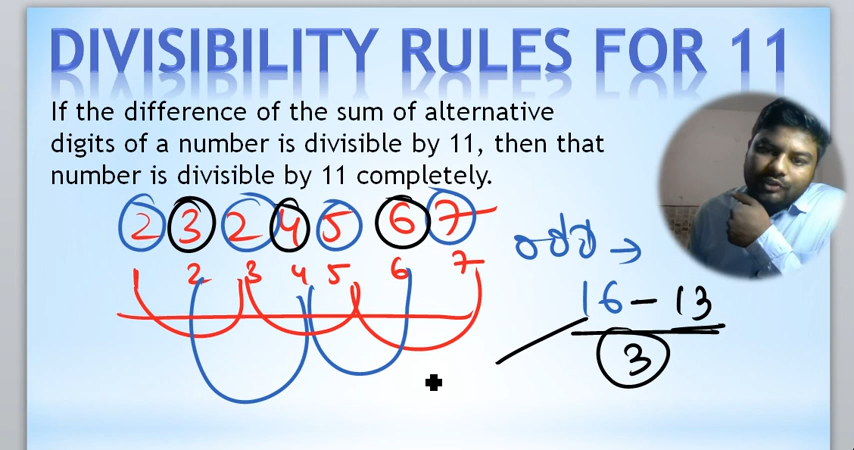 DIVISIBILITY RULES FOR 11
If the difference of the sum of alternative
digits of a number is divisible by 11, then that
number is divisible by 11 completely.
2 3 2 4 5 6 7
2 3 4 5 6 7
odd →
16 - 13
3